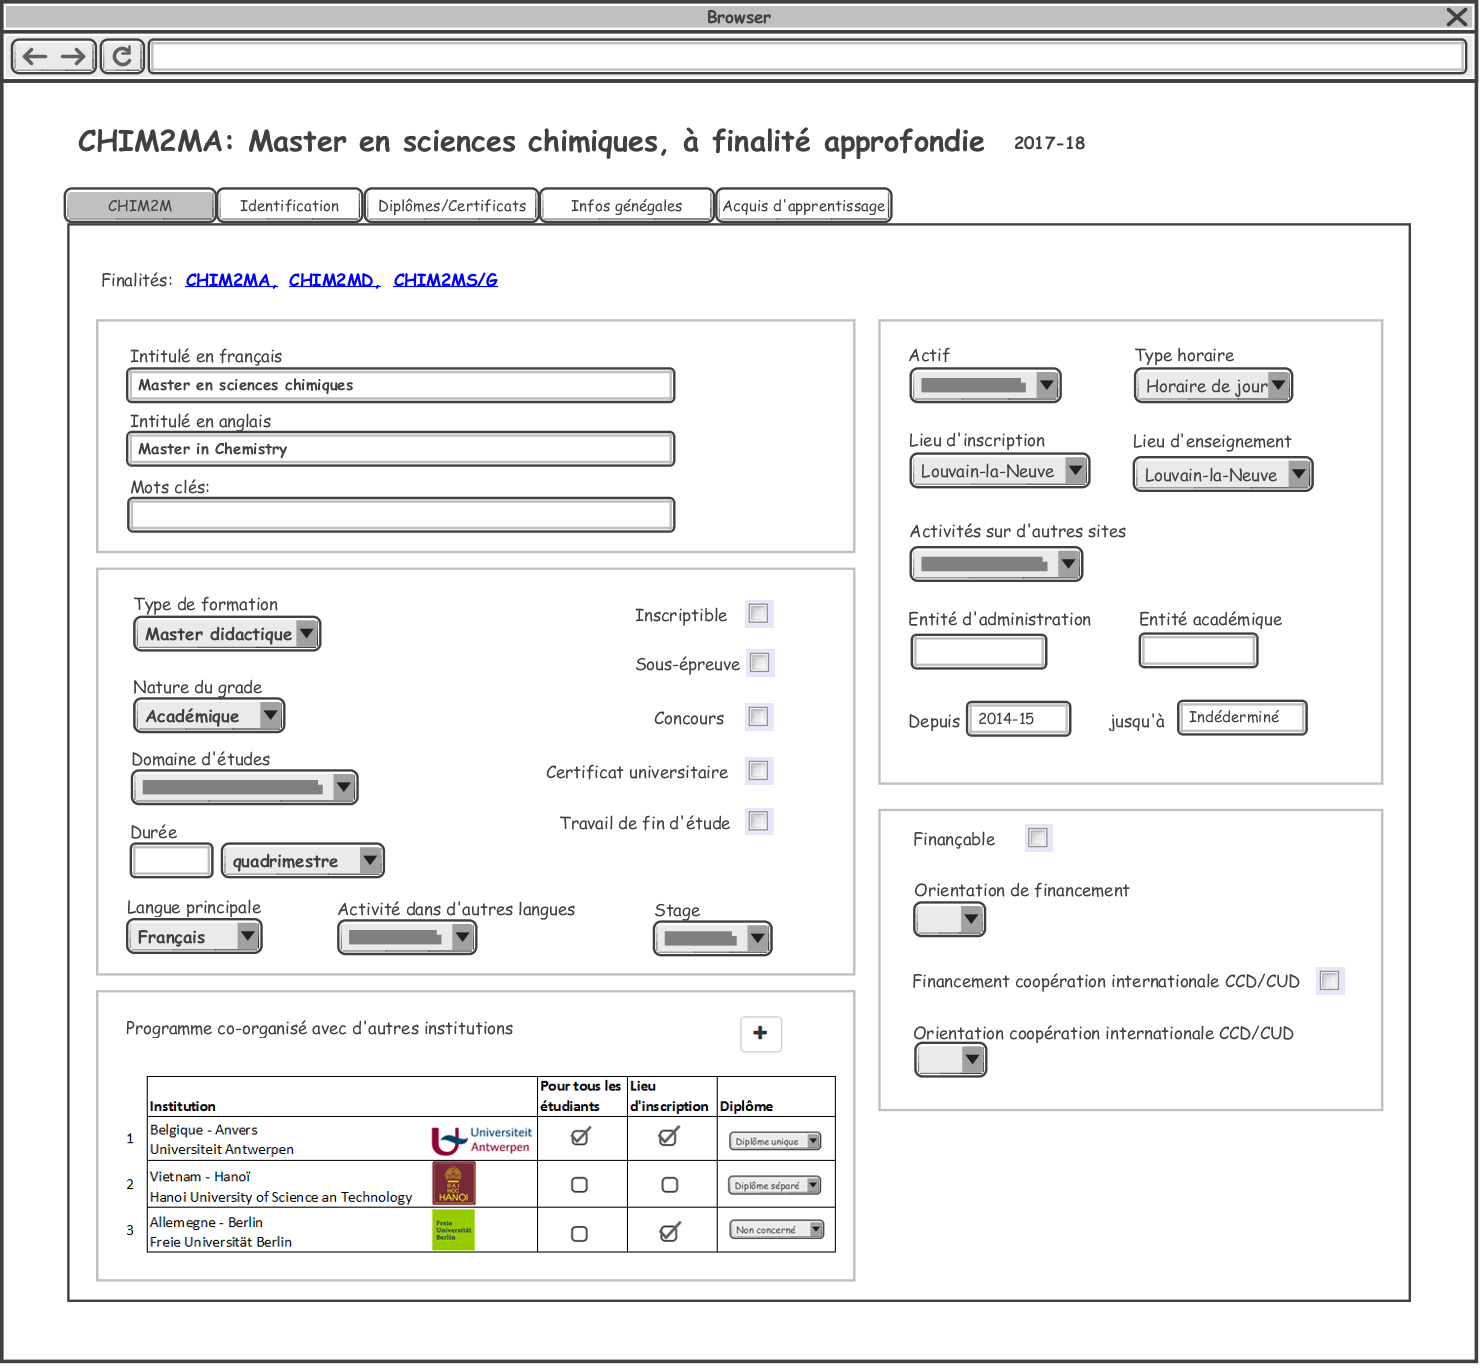 Browser
CHIM2MA: Master en sciences chimiques, à finalité approfondie 2017-18
CHIM2M Identification Diplômes/Certificats Infos génégales Acquis d'apprentissage
Finalités: CHIM2MA, CHIM2MD, CHIM2MS/G
Intitulé en français
Master en sciences chimiques
Intitulé en anglais
Master in Chemistry
Mots clés:
Type de formation
Master didactique
Nature du grade
Académique
Domaine d'études
Durée
quadrimestre
Inscriptible
Sous-épreuve
Concours
Certificat universitaire
Travail de fin d'étude
Langue principale Activité dans d'autres langues Stage
Français
Programme co-organisé avec d'autres institutions
+
Institution Pour tous les étudiants Lieu d'inscription Diplôme
1 Belgique - Anvers
Universiteit Antwerpen
Universiteit
Antwerpen
Diplôme unique
2 Vietnam - Hanoï
Hanoi University of Science an Technology
ĐẠI
HỌC
HANOI
Diplôme séparé
3 Allemegne - Berlin
Freie Universität Berlin
Freie
Universität
Berlin
Non concerné
Actif Type horaire
Horaire de jour
Lieu d'inscription Lieu d'enseignement
Louvain-la-Neuve Louvain-la-Neuve
Activités sur d'autres sites
Entité d'administration Entité académique
Depuis 2014-15 jusqu'à Indéderminé
Finançable
Orientation de financement
Financement coopération internationale CCD/CUD
Orientation coopération internationale CCD/CUD